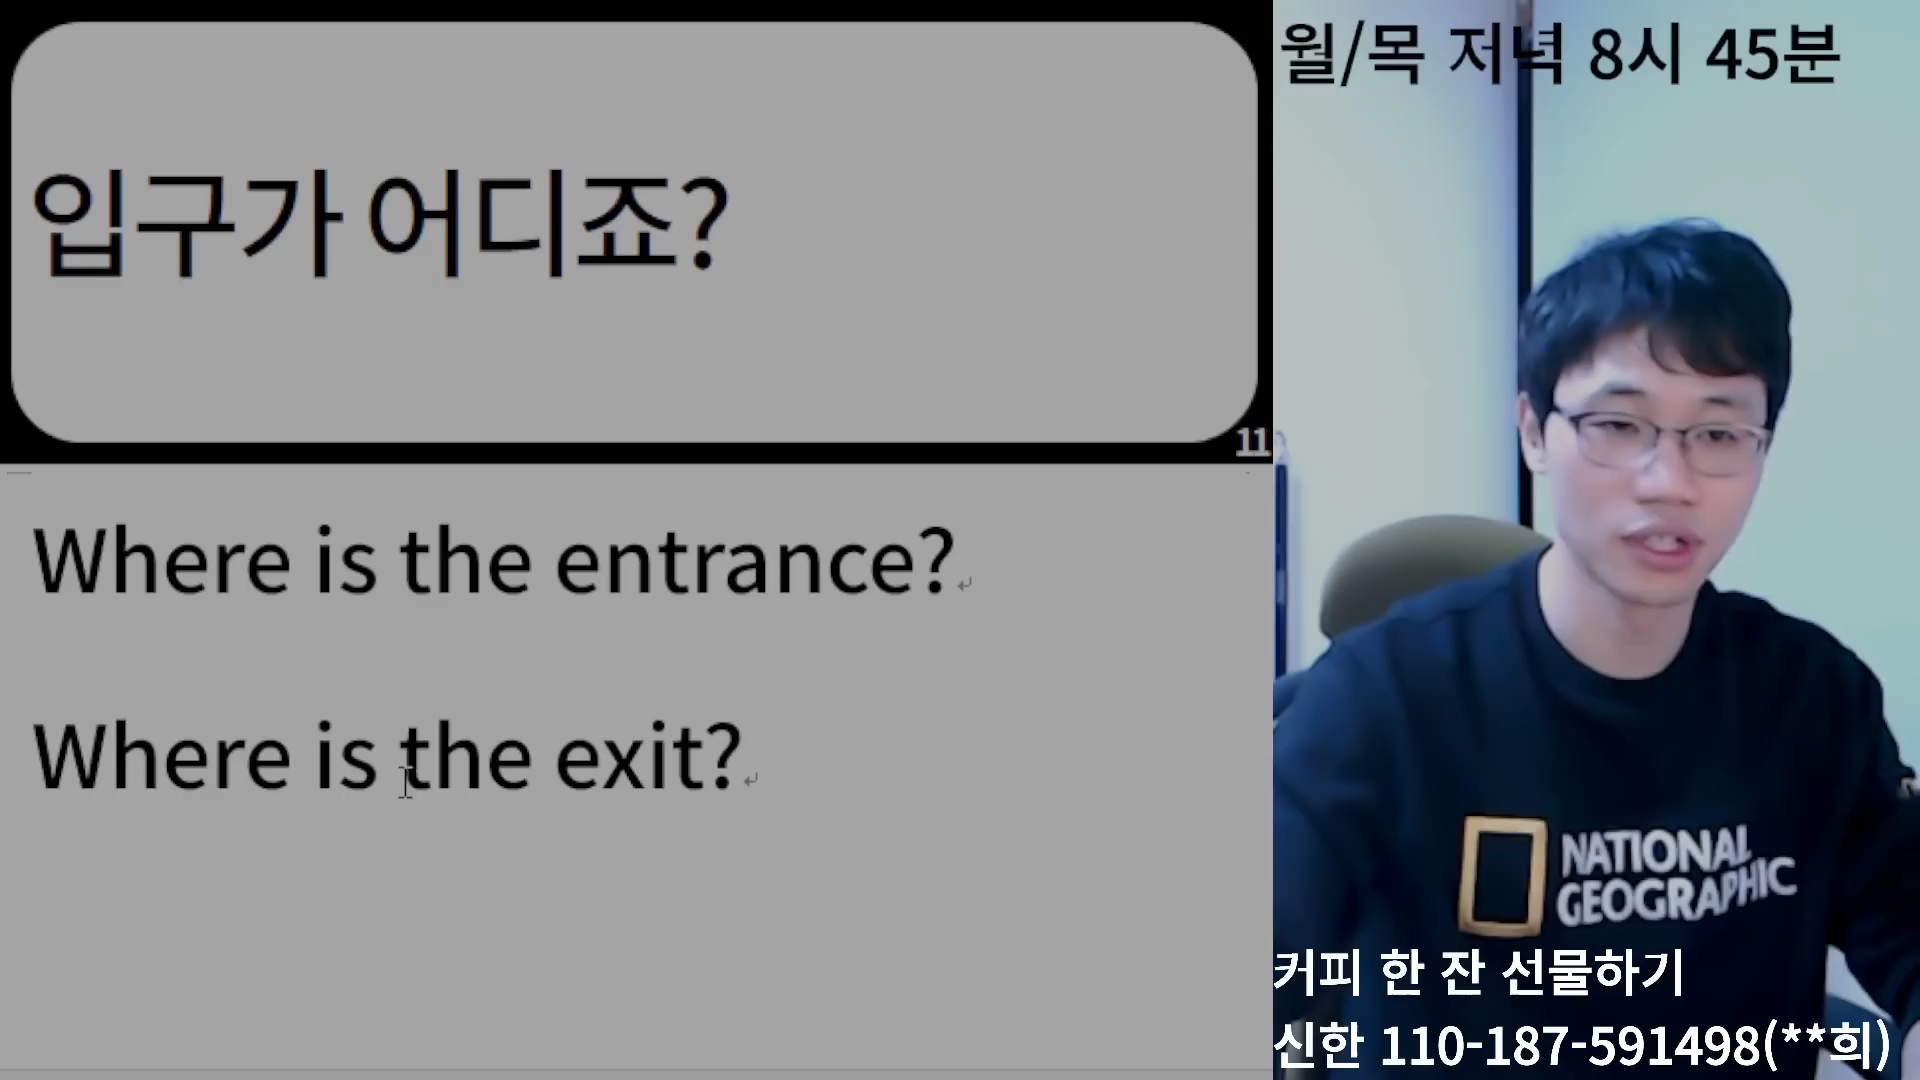 입구가 어디죠?
11
Where is the entrance?
Where is the exit?
월/목 저녁 8시 45분
NATIONAL
GEOGRAPHIC
커피 한 잔 선물하기
신한 110-187-591498(**희)